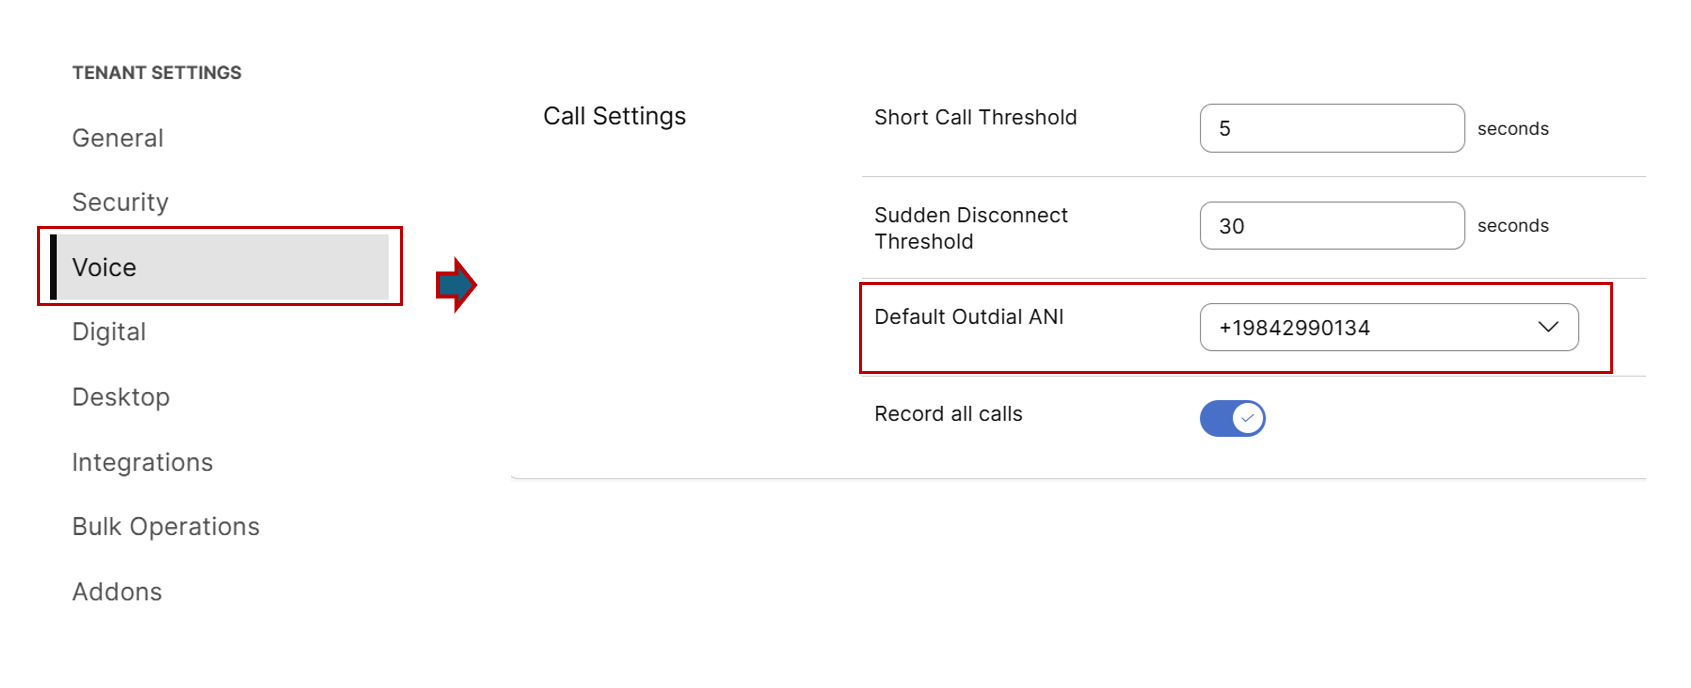 TENANT SETTINGS
General
Security
Voice
Digital
Desktop
Integrations
Bulk Operations
Addons
Call Settings
Short Call Threshold
5
seconds
Sudden Disconnect
Threshold
30
seconds
Default Outdial ANI
+19842990134
Record all calls